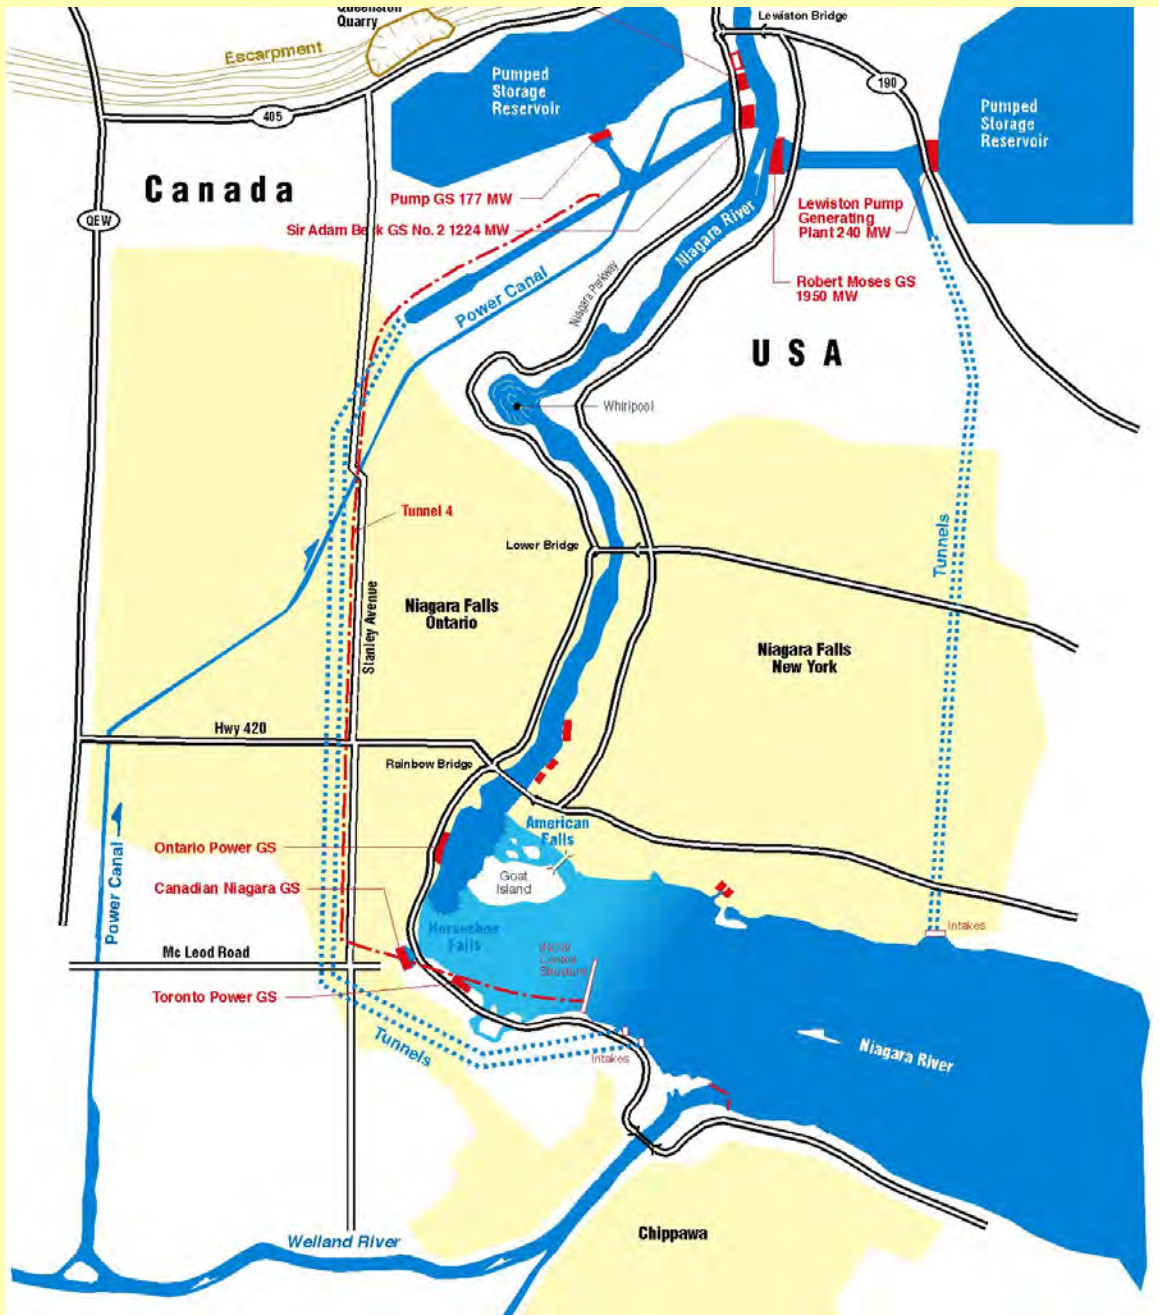 Queenston
Quarry
Lewiston Bridge
Escarpment
Pumped
Storage
Reservoir
190
Pumped
Storage
Reservoir
405
Canada
Pump GS 177 MW
Lewiston Pump
Generating
Plant 240 MW
QEW
Sir Adam Beck GS No. 2 1224 MW
Niagara River
Robert Moses GS
1950 MW
Power Canal
Niagara Parkway
USA
Whirlpool
Tunnel 4
Tunnels
Lower Bridge
Stanley Avenue
Niagara Falls
Ontario
Niagara Falls
New York
Hwy 420
Rainbow Bridge
American
Falls
Ontario Power GS
Power Canal
Goat
Island
Canadian Niagara GS
Horseshoe
Falls
Intakes
Mc Leod Road
Structure
Toronto Power GS
Tunnels
Intakes
Niagara River
Chippawa
Welland River